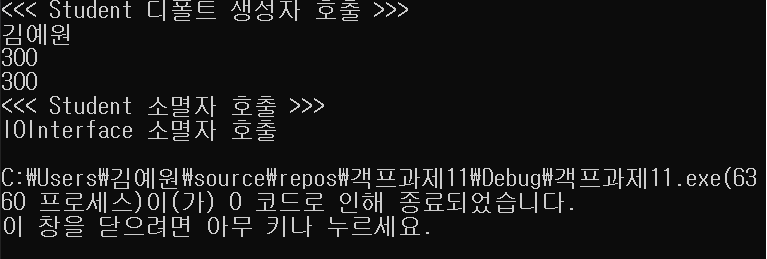 <<< Student 디폴트 생성자 호출 >>>
김예원
300
300
<<< Student 소멸자 호출 >>>
IOInterface 소멸자 호출
C:\Users\김예원\source\repos\객프과제11\Debug\객프과제11.exe(63
60 프로세스)이(가) 0 코드로 인해 종료되었습니다.
이 창을 닫으려면 아무 키나 누르세요.